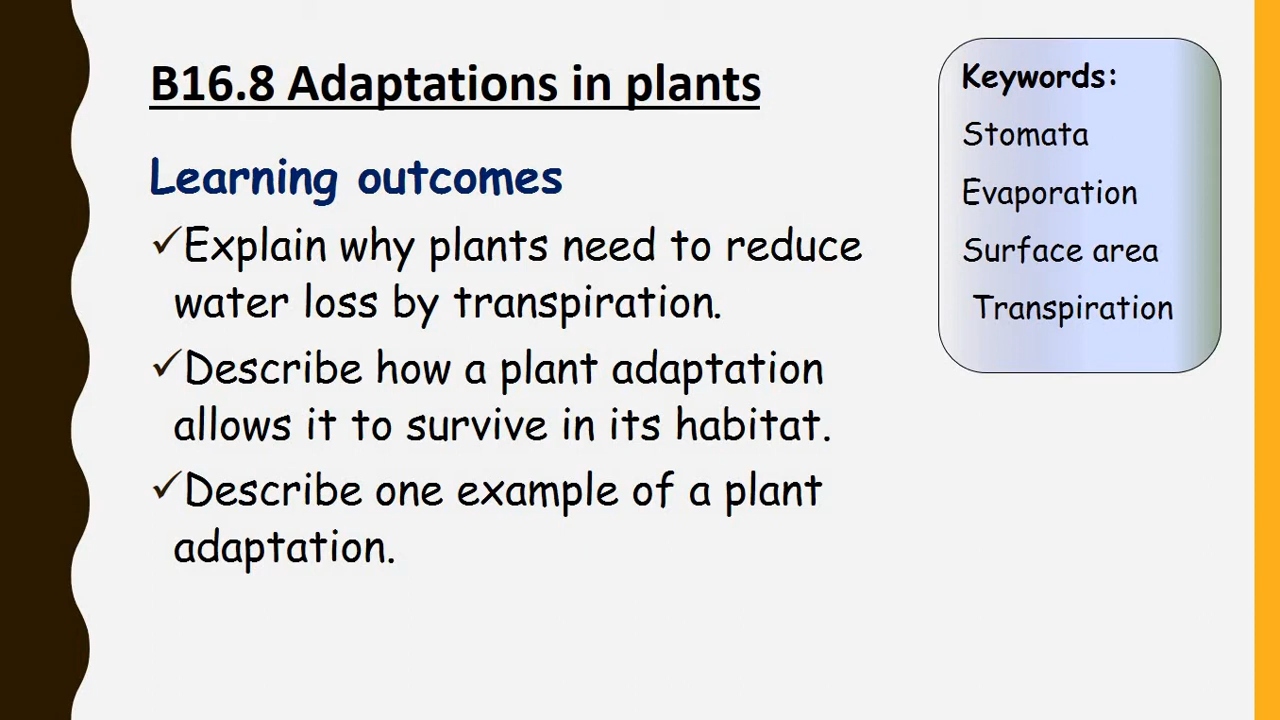 B16.8 Adaptations in plants
Learning outcomes
✓Explain why plants need to reduce
water loss by transpiration.
✓Describe how a plant adaptation
allows it to survive in its habitat.
✓Describe one example of a plant
adaptation.
Keywords:
Stomata
Evaporation
Surface area
Transpiration